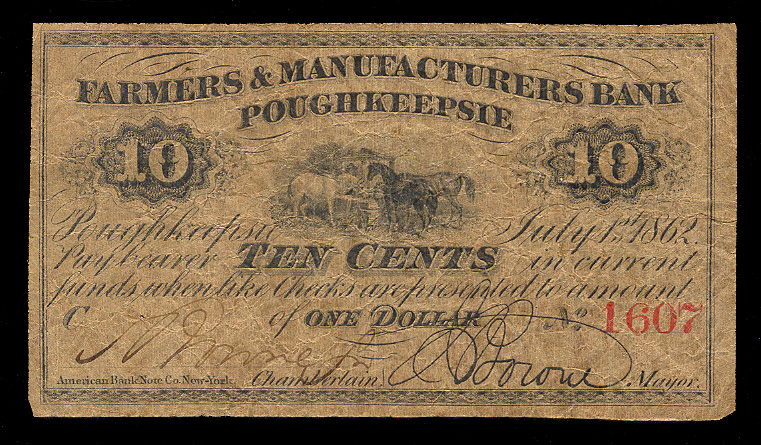 FARMERS & MANUFACTURERS BANK
POUGHKEEPSIE
10 10
Poughkeepsie July 1st, 1862.
Pay bearer TEN CENTS in current
funds, when like Checks are presented to amount
C of ONE DOLLAR No. 1607
American Bank Note Co. New-York. Chamberlain, Mayor.